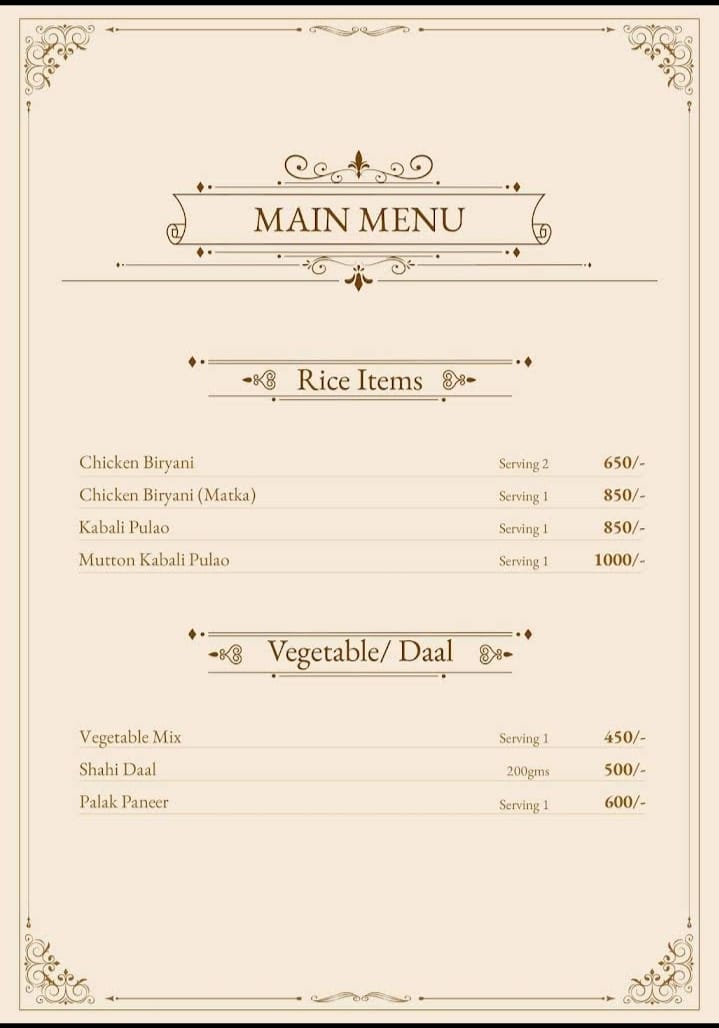 MAIN MENU
Rice Items
Chicken Biryani Serving 2 650/-
Chicken Biryani (Matka) Serving 1 850/-
Kabali Pulao Serving 1 850/-
Mutton Kabali Pulao Serving 1 1000/-
Vegetable/ Daal
Vegetable Mix Serving 1 450/-
Shahi Daal 200gms 500/-
Palak Paneer Serving 1 600/-